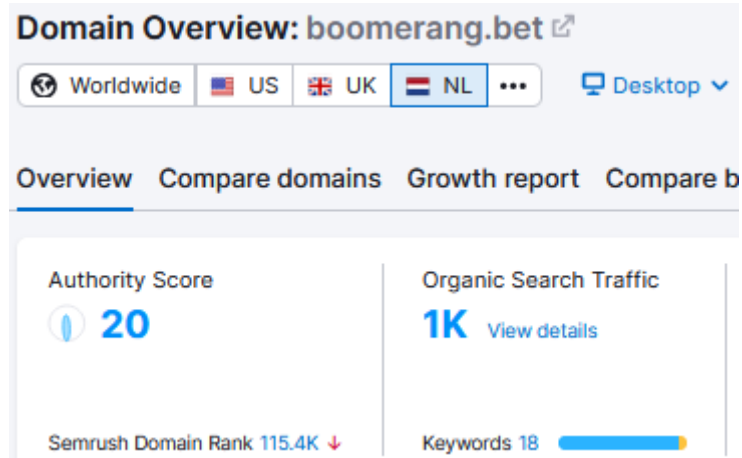 Domain Overview: boomerang.bet
Worldwide US UK NL ••• Desktop
Overview Compare domains Growth report Compare b
Authority Score Organic Search Traffic
20 1K View details
Semrush Domain Rank 115.4K ↓ Keywords 18